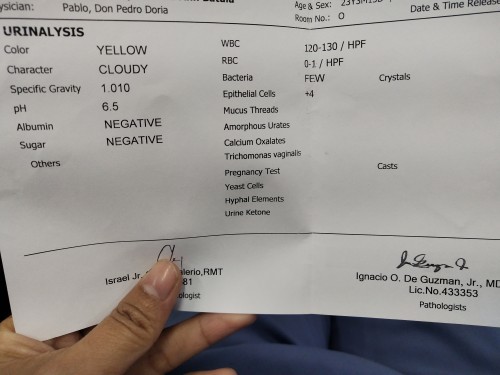 ysician: Pablo, Don Pedro Doria
Age & Sex:
Room No.: O
Date & Time Release
URINALYSIS
Color YELLOW
Character CLOUDY
Specific Gravity 1.010
pH 6.5
Albumin NEGATIVE
Sugar NEGATIVE
Others
WBC 120-130 / HPF
RBC 0-1 / HPF
Bacteria FEW
Epithelial Cells +4
Mucus Threads
Amorphous Urates
Calcium Oxalates
Trichomonas vaginalis
Pregnancy Test
Yeast Cells
Hyphal Elements
Urine Ketone
Crystals
Casts
Israel Jr. alerio,RMT
81
ologist
Ignacio O. De Guzman, Jr., MD
Lic.No.433353
Pathologists